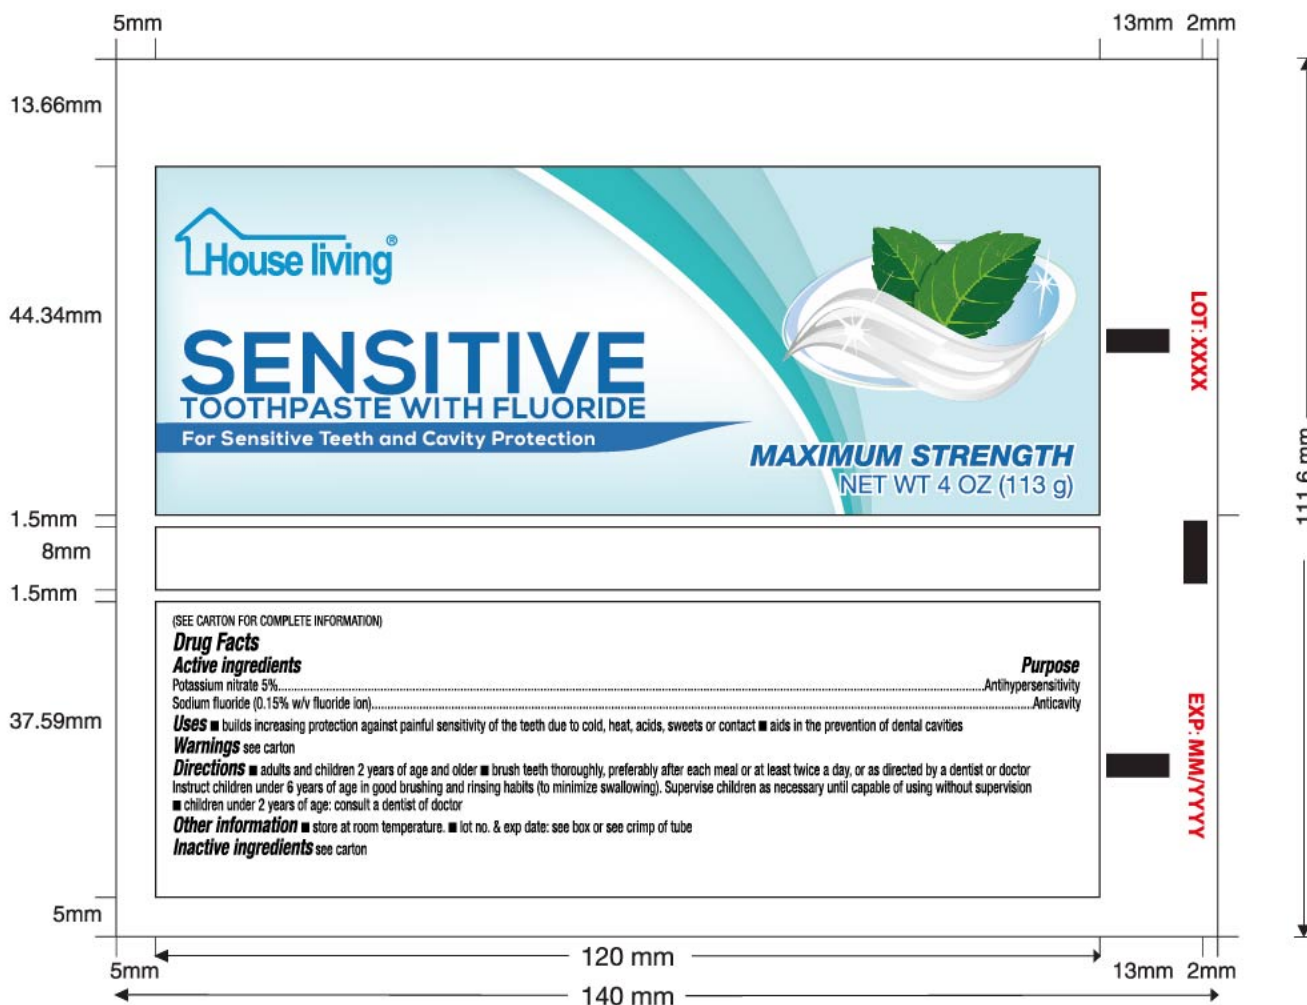 5mm
13mm 2mm
13.66mm
House living®
44.34mm
SENSITIVE
TOOTHPASTE WITH FLUORIDE
For Sensitive Teeth and Cavity Protection
MAXIMUM STRENGTH
NET WT 4 OZ (113 g)
LOT: XXXX
111.6 mm
1.5mm
8mm
1.5mm
(SEE CARTON FOR COMPLETE INFORMATION)
Drug Facts
Active ingredients Purpose
Potassium nitrate 5%........Antihypersensitivity
Sodium fluoride (0.15% w/v fluoride ion)........Anticavity
37.59mm
Uses ■ builds increasing protection against painful sensitivity of the teeth due to cold, heat, acids, sweets or contact ■ aids in the prevention of dental cavities
Warnings see carton
Directions ■ adults and children 2 years of age and older ■ brush teeth thoroughly, preferably after each meal or at least twice a day, or as directed by a dentist or doctor
Instruct children under 6 years of age in good brushing and rinsing habits (to minimize swallowing). Supervise children as necessary until capable of using without supervision
■ children under 2 years of age: consult a dentist of doctor
Other information ■ store at room temperature. ■ lot no. & exp date: see box or see crimp of tube
Inactive ingredients see carton
EXP: MM/YYYY
5mm
120 mm
5mm
13mm 2mm
140 mm